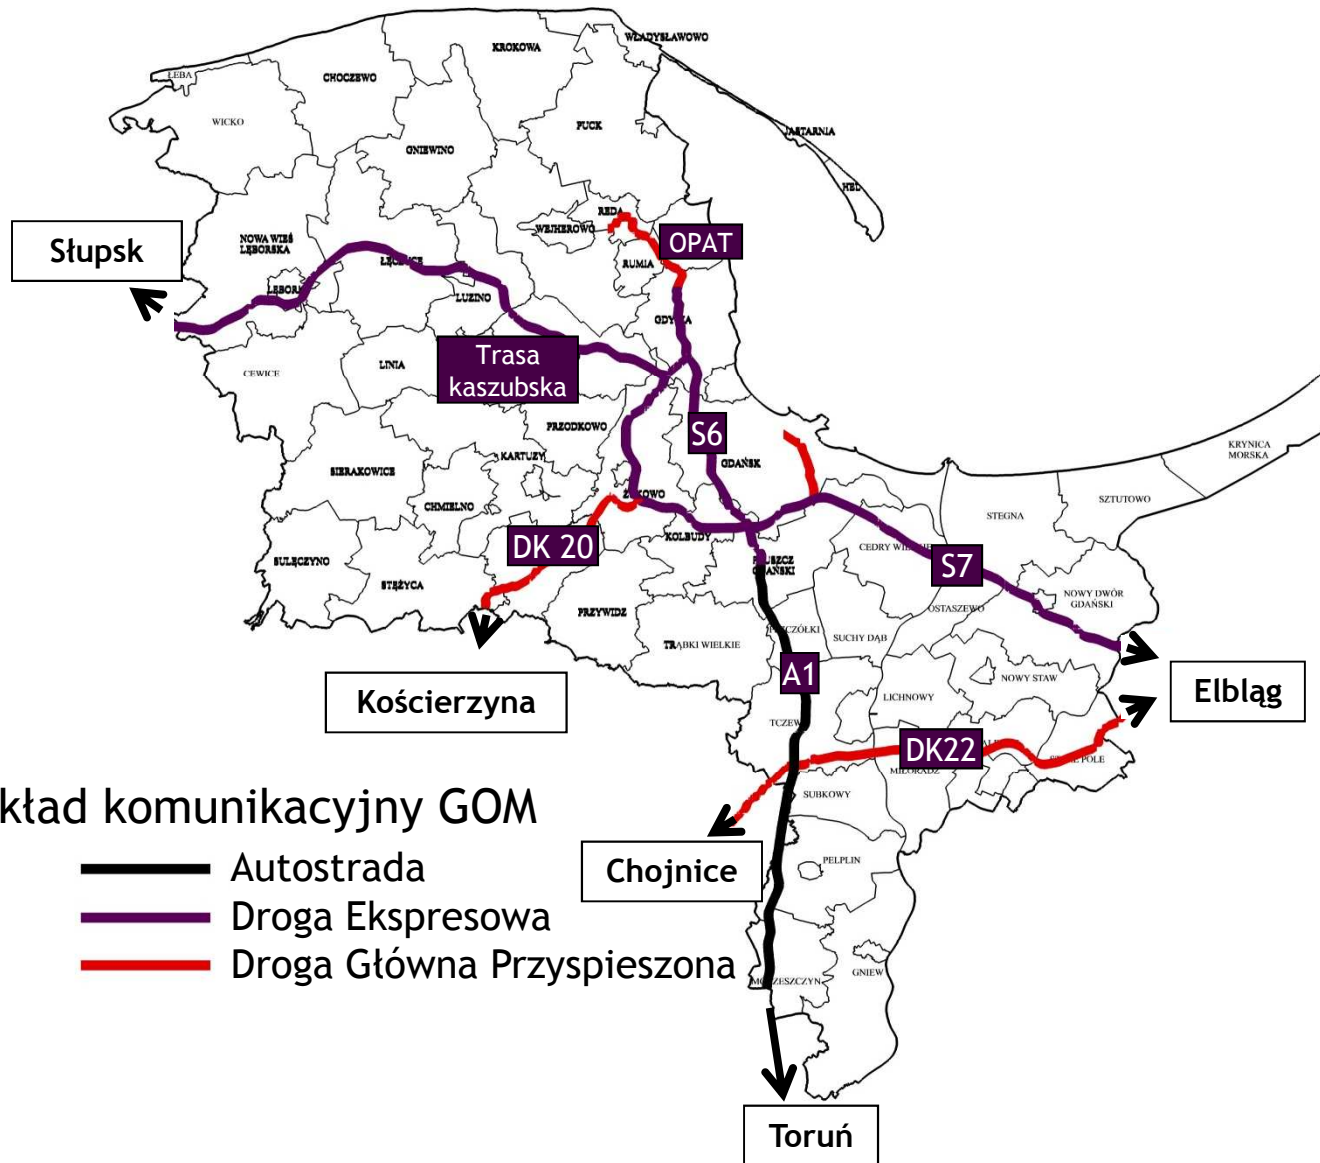 WŁADYSŁAWOWO
KROKOWA
ŁEBA
CHOCZEWO
WICKO
PUCK
JASTARNIA
GNIEWINO
HEL
REDA
WEJHEROWO
OPAT
NOWA WIEŚ
LĘBORSKA
Słupsk
RUMIA
LUZINO
GDYNIA
Trasa
kaszubska
LINIA
CEWICE
PRZODKOWO
S6
KARTUZY
GDAŃSK
KRYNICA
MORSKA
SIERAKOWICE
ŻUKOWO
SZTUTOWO
CHMIELNO
STEGNA
DK 20
KOLBUDY
S7
SULĘCZYNO
STĘŻYCA
NOWY DWÓR
GDAŃSKI
OSTASZEWO
PRZYWIDZ
SUCHY DĄB
TRĄBKI WIELKIE
A1
NOWY STAW
Elbląg
Kościerzyna
LICHNOWY
TCZEW
DK22
MIŁORADZ
SUBKOWY
kład komunikacyjny GOM
Autostrada
Chojnice
PELPLIN
Droga Ekspresowa
Droga Główna Przyspieszona
GNIEW
Toruń